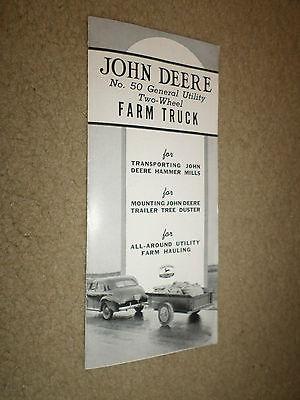 JOHN DEERE
No. 50 General Utility
Two-Wheel
FARM TRUCK
for
TRANSPORTING JOHN
DEERE HAMMER MILLS
for
MOUNTING JOHN DEERE
TRAILER TREE DUSTER
for
ALL-AROUND UTILITY
FARM HAULING